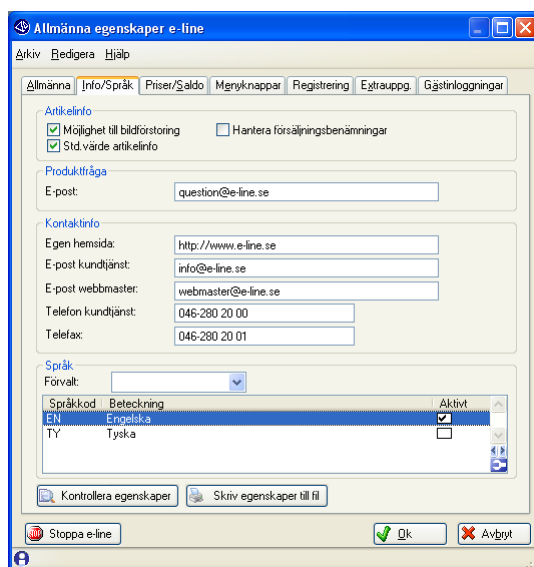 Allmänna egenskaper e-line
Arkiv Redigera Hjälp
Allmänna Info/Språk Priser/Saldo Menyknappar Registrering Extrauppg. Gästinloggningar
Artikelinfo
Möjlighet till bildförstoring Hantera försäljningsbenämningar
Std.värde artikelinfo
Produktfråga
E-post: question@e-line.se
Kontaktinfo
Egen hemsida: http://www.e-line.se
E-post kundtjänst: info@e-line.se
E-post webbmaster: webmaster@e-line.se
Telefon kundtjänst: 046-280 20 00
Telefax: 046-280 20 01
Språk
Förvalt:
Språkkod Beteckning Aktivt
EN Engelska
TY Tyska
Kontrollera egenskaper Skriv egenskaper till fil
Stoppa e-line Ok Avbryt